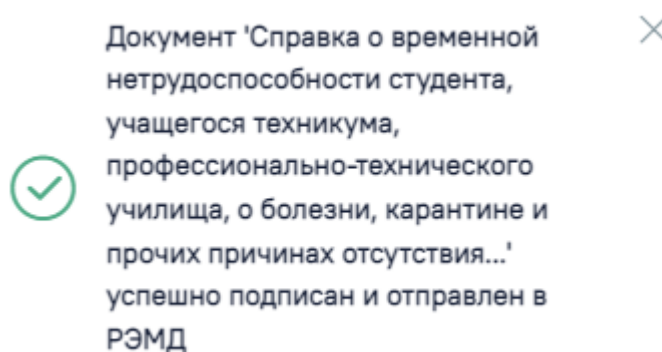 Документ 'Справка о временной
нетрудоспособности студента,
учащегося техникума,
профессионально-технического
училища, о болезни, карантине и
прочих причинах отсутствия...'
успешно подписан и отправлен в
РЭМД